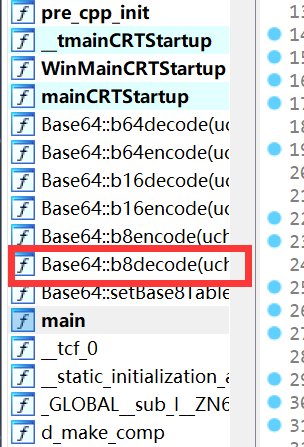 pre_cpp_init
__tmainCRTStartup
WinMainCRTStartup
mainCRTStartup
Base64::b64decode(uc
Base64::b64encode(uc
Base64::b16decode(uc
Base64::b16encode(uc
Base64::b8encode(uch
Base64::b8decode(uch
Base64::setBase8Table
main
__tcf_0
__static_initialization_a
_GLOBAL__sub_I__ZN6
d_make_comp
14
15
16
17
18
19
20
21
22
23
24
25
26
27
28
29
30
31